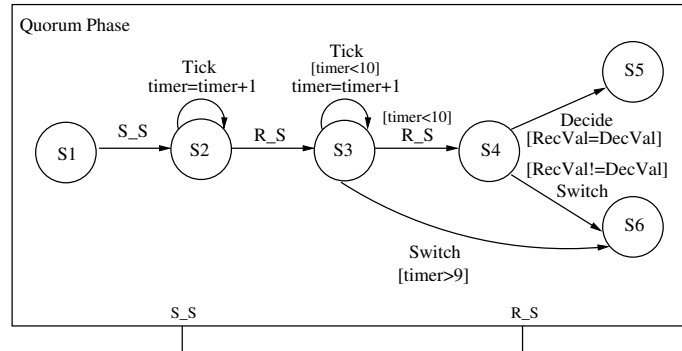 Quorum Phase
Tick
timer=timer+1
Tick
[timer<10]
timer=timer+1
S5
S_S
R_S
[timer<10]
R_S
Decide
[RecVal=DecVal]
S1
S2
S3
S4
[RecVal!=DecVal]
Switch
S6
Switch
[timer>9]
S_S
R_S